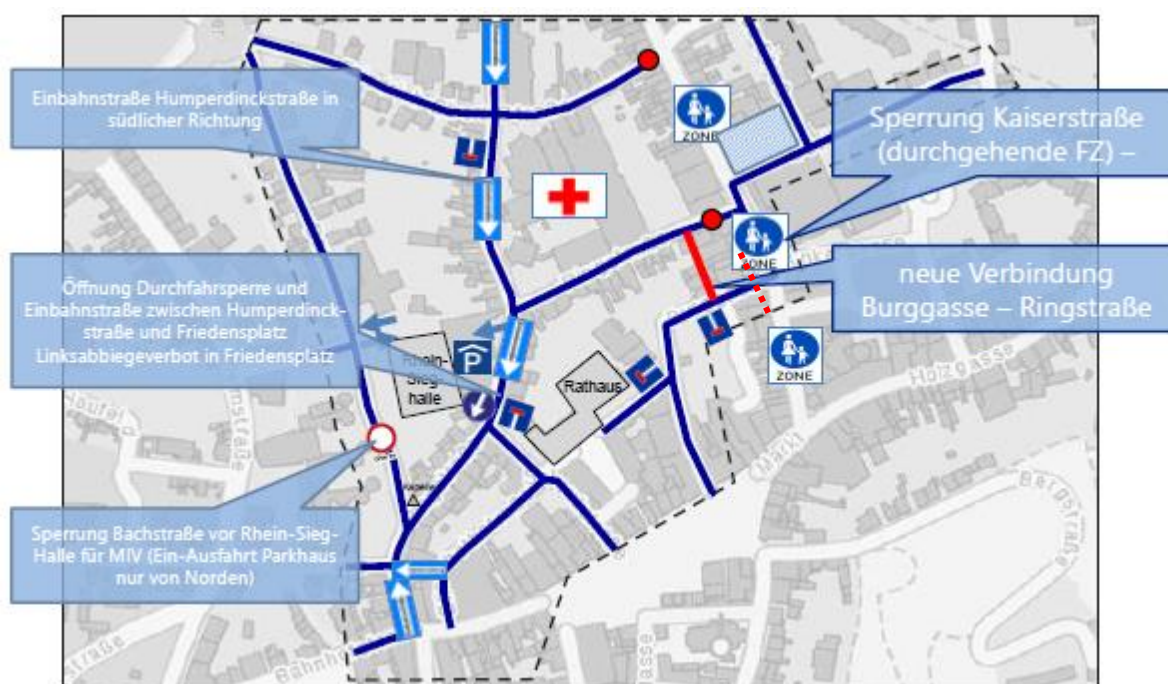 Einbahnstraße Humperdinckstraße in
südlicher Richtung
ZONE
Sperrung Kaiserstraße
(durchgehende FZ) –
ZONE
neue Verbindung
Burggasse – Ringstraße
Öffnung Durchfahrsperre und
Einbahnstraße zwischen Humperdinck-
straße und Friedensplatz
Linksabbiegeverbot in Friedensplatz
P
Rhein-
Sieg
halle
Rathaus
ZONE
Holzgasse
(Markt)
Bergstraße
Sperrung Bachstraße vor Rhein-Sieg-
Halle für MIV (Ein-Ausfahrt Parkhaus
nur von Norden)
Bahnh